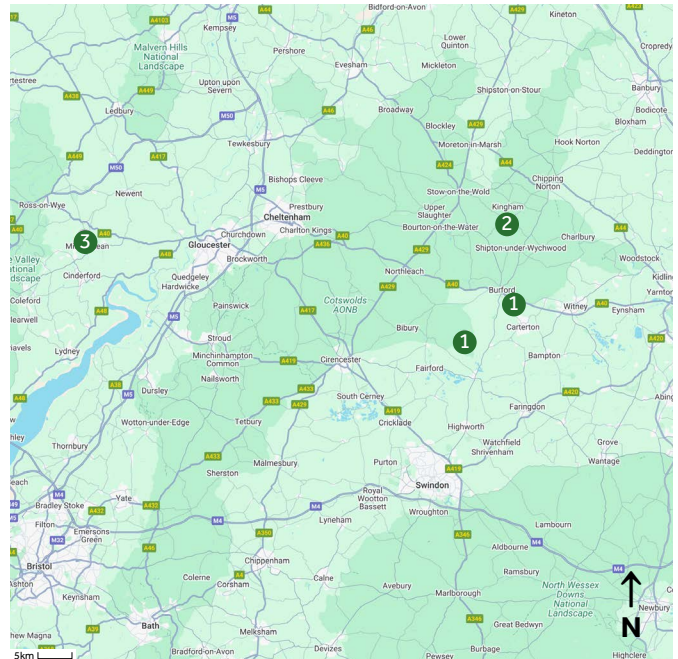 A44
Bidford-on-Avon
A429
Kineton
A423
A4103
Kempsey
A44
A46
Lower
Quinton
Cropredy
Malvern Hills
National
Landscape
Pershore
M5
Evesham
Mickleton
Shipston-on-Stour
Banbury
A438
A449
Upton upon
Severn
A46
Broadway
Bodicote
Ledbury
M50
Blockley
A429
Bloxham
Tewkesbury
Moreton-in-Marsh
Hook Norton
Deddington
A449
A417
A424
A44
M50
Bishops Cleeve
Chipping
Norton
Newent
M5
Stow-on-the-Wold
Ross-on-Wye
Prestbury
Cheltenham
Upper
Slaughter
Kingham
2
A40
A40
Churchdown
Charlton Kings
A40
Bourton-on-the-Water
Charlbury
A44
3
Gloucester
A436
A429
Shipton-under-Wychwood
A48
Brockworth
Woodstock
Cinderford
Quedgeley
Hardwicke
Northleach
A40
Burford
Coleford
A429
1
Witney
A40
Eynsham
A48
Painswick
A417
Cotswolds
AONB
Carterton
M5
Bibury
1
A420
Lydney
Stroud
Minchinhampton
Common
A419
Cirencester
Bampton
Fairford
A38
Nailsworth
A433
A429
South Cerney
A420
Dursley
A419
Faringdon
Wotton-under-Edge
Tetbury
Cricklade
Highworth
Thornbury
A433
Malmesbury
Watchfield
Shrivenham
Grove
Wantage
Sherston
Purton
A419
M4
Yate
Swindon
Bradley Stoke
A432
A432
Royal
Wootton
Bassett
Filton
M4
M4
Wroughton
Lambourn
M32
Emersons
Green
Lyneham
A46
A350
A346
Aldbourne
Bristol
Chippenham
M4
Colerne
A4
Corsham
Calne
Ramsbury
Keynsham
Avebury
Marlborough
North Wessex
Downs
National
Landscape
Bath
Newbury
A39
A346
Great Bedwyn
N
Melksham
Bradford-on-Avon
Devizes
Burbage
Pewsey
Highclere
5km